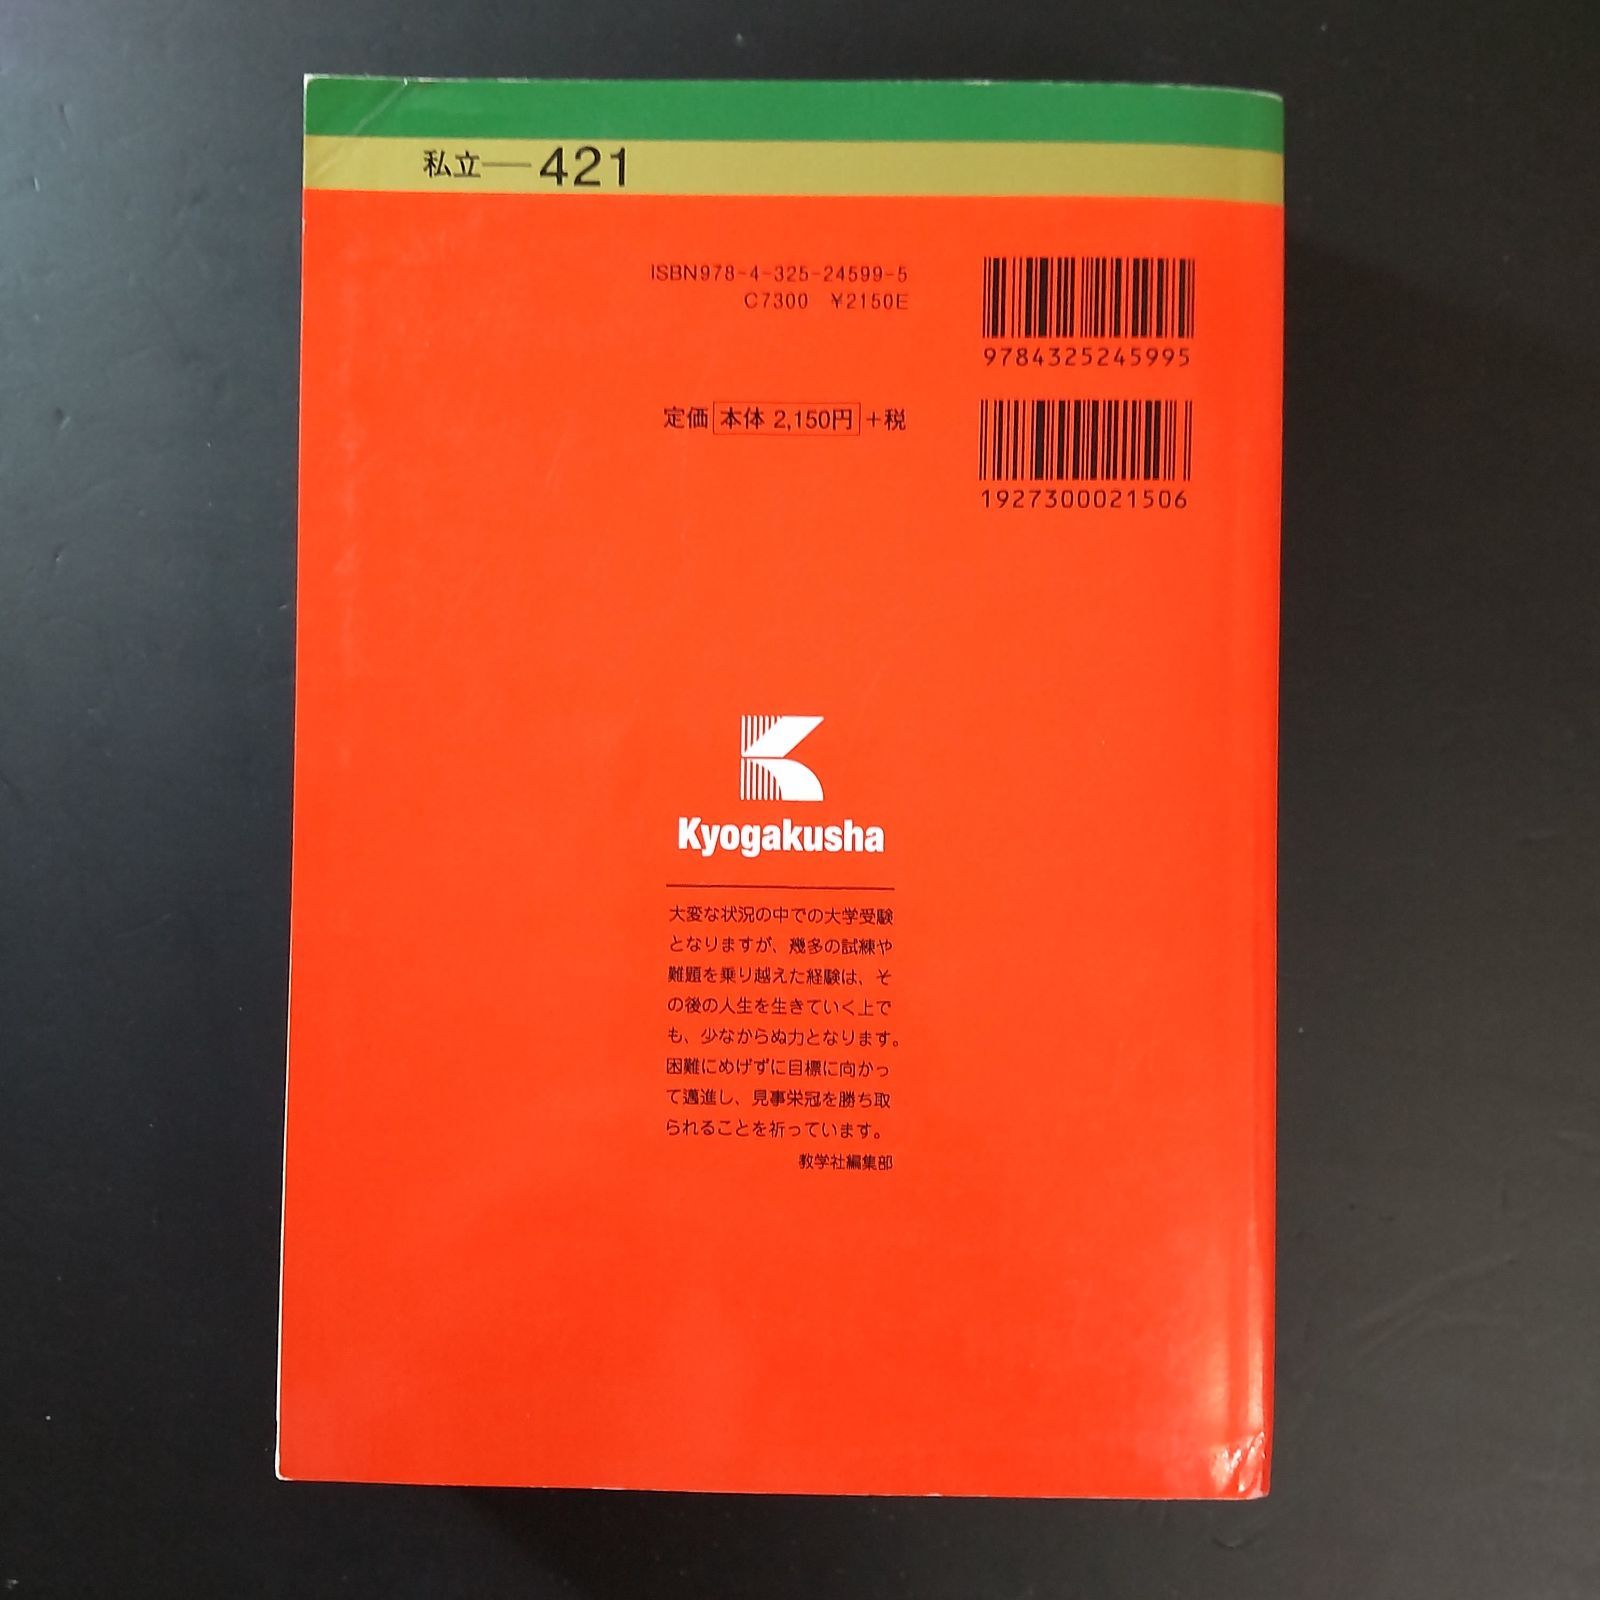 私立―421
ISBN978-4-325-24599-5
C7300 ¥2150E
9784325245995
定価 本体 2,150円 +税
1927300021506
Kyogakusha
大変な状況の中での大学受験
となりますが、幾多の試練や
難題を乗り越えた経験は、そ
の後の人生を生きていく上で
も、少なからぬ力となります。
困難にめげずに目標に向かっ
て邁進し、見事栄冠を勝ち取
られることを祈っています。
教学社編集部